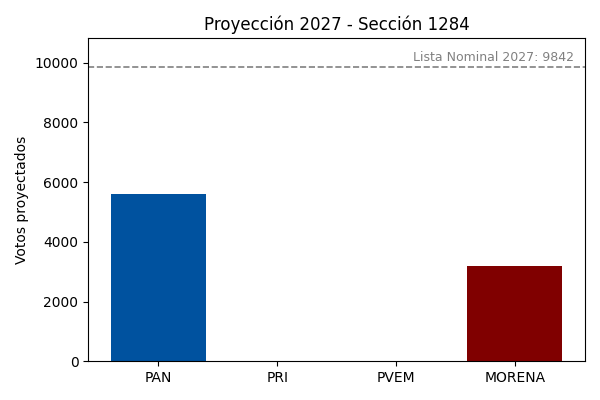 Proyección 2027 - Sección 1284
Lista Nominal 2027: 9842
Votos proyectados
10000
8000
6000
4000
2000
0
PAN PRI PVEM MORENA